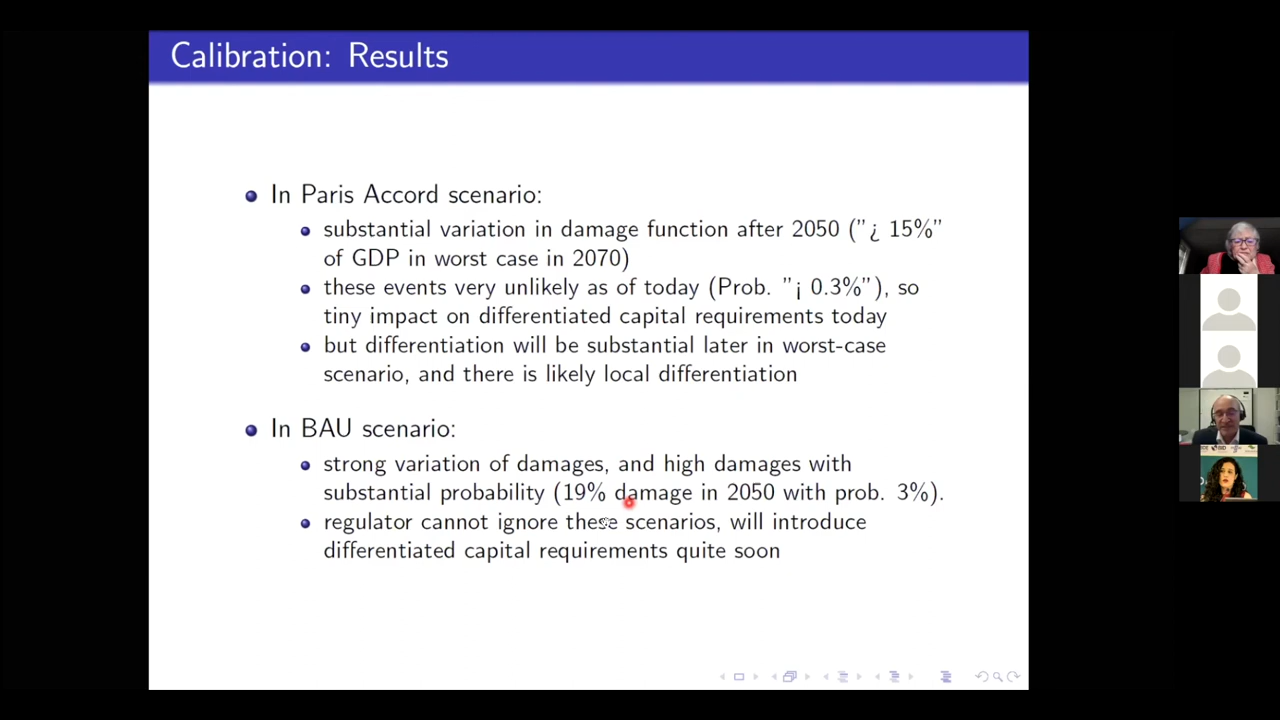 Calibration: Results
In Paris Accord scenario:
substantial variation in damage function after 2050 ("¿ 15%"
of GDP in worst case in 2070)
these events very unlikely as of today (Prob. "¡ 0.3%"), so
tiny impact on differentiated capital requirements today
but differentiation will be substantial later in worst-case
scenario, and there is likely local differentiation
In BAU scenario:
strong variation of damages, and high damages with
substantial probability (19% damage in 2050 with prob. 3%).
regulator cannot ignore these scenarios, will introduce
differentiated capital requirements quite soon